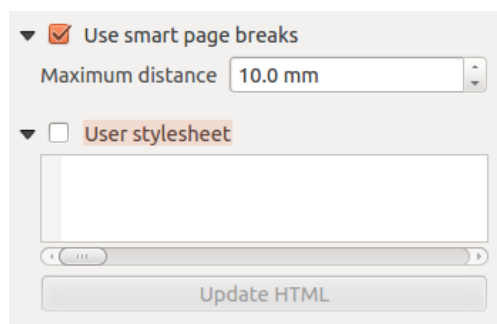 Use smart page breaks
Maximum distance 10.0 mm
User stylesheet
Update HTML